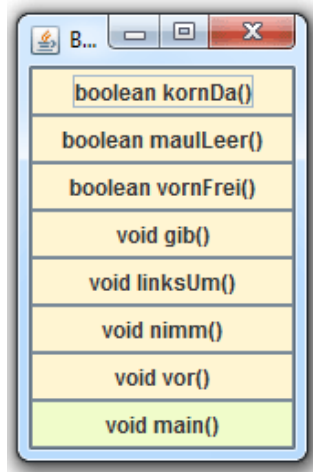 B...
boolean kornDa()
boolean maulLeer()
boolean vornFrei()
void gib()
void linksUm()
void nimm()
void vor()
void main()